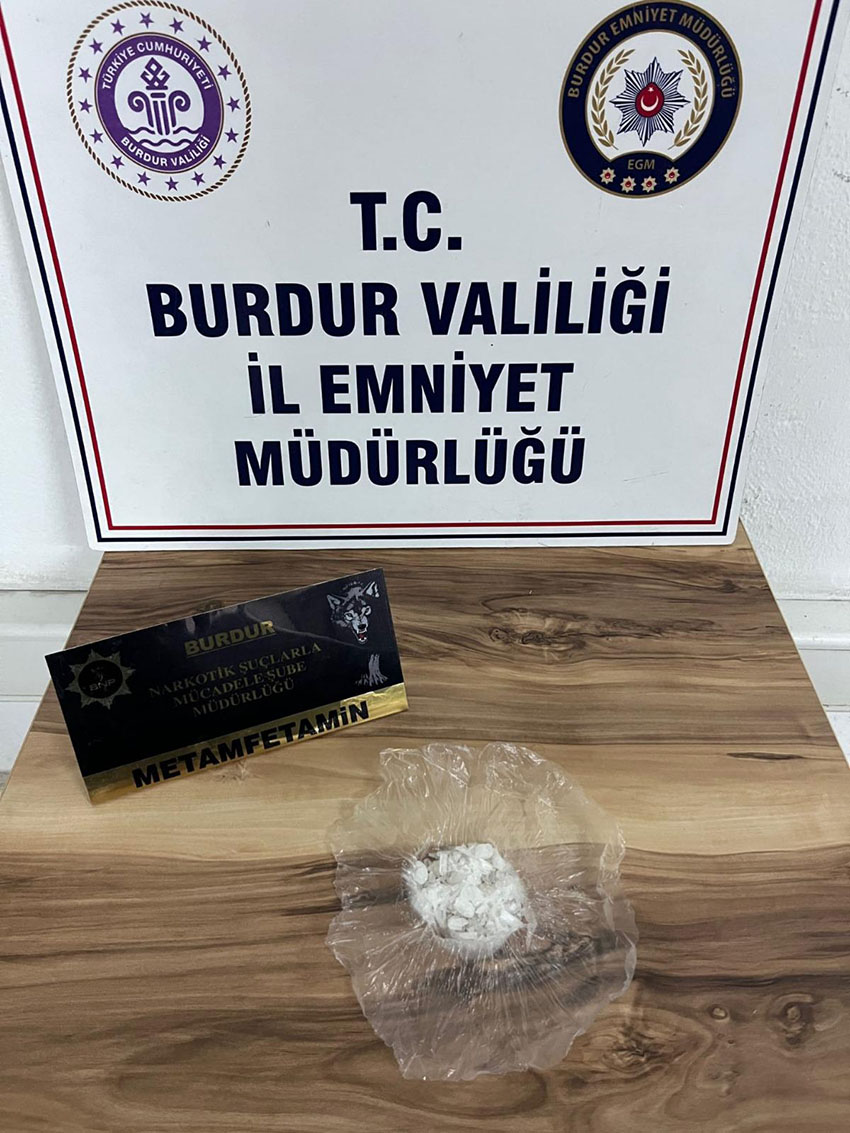 TÜRKİYE CUMHURİYETİ
BURDUR VALİLİĞİ
BURDUR EMNİYET MÜDÜRLÜĞÜ
EGM
T.C.
BURDUR VALİLİĞİ
İL EMNİYET
MÜDÜRLÜĞÜ
BURDUR
NARKOTİK SUÇLARLA
MÜCADELE ŞUBE
MÜDÜRLÜĞÜ
METAMFETAMİN